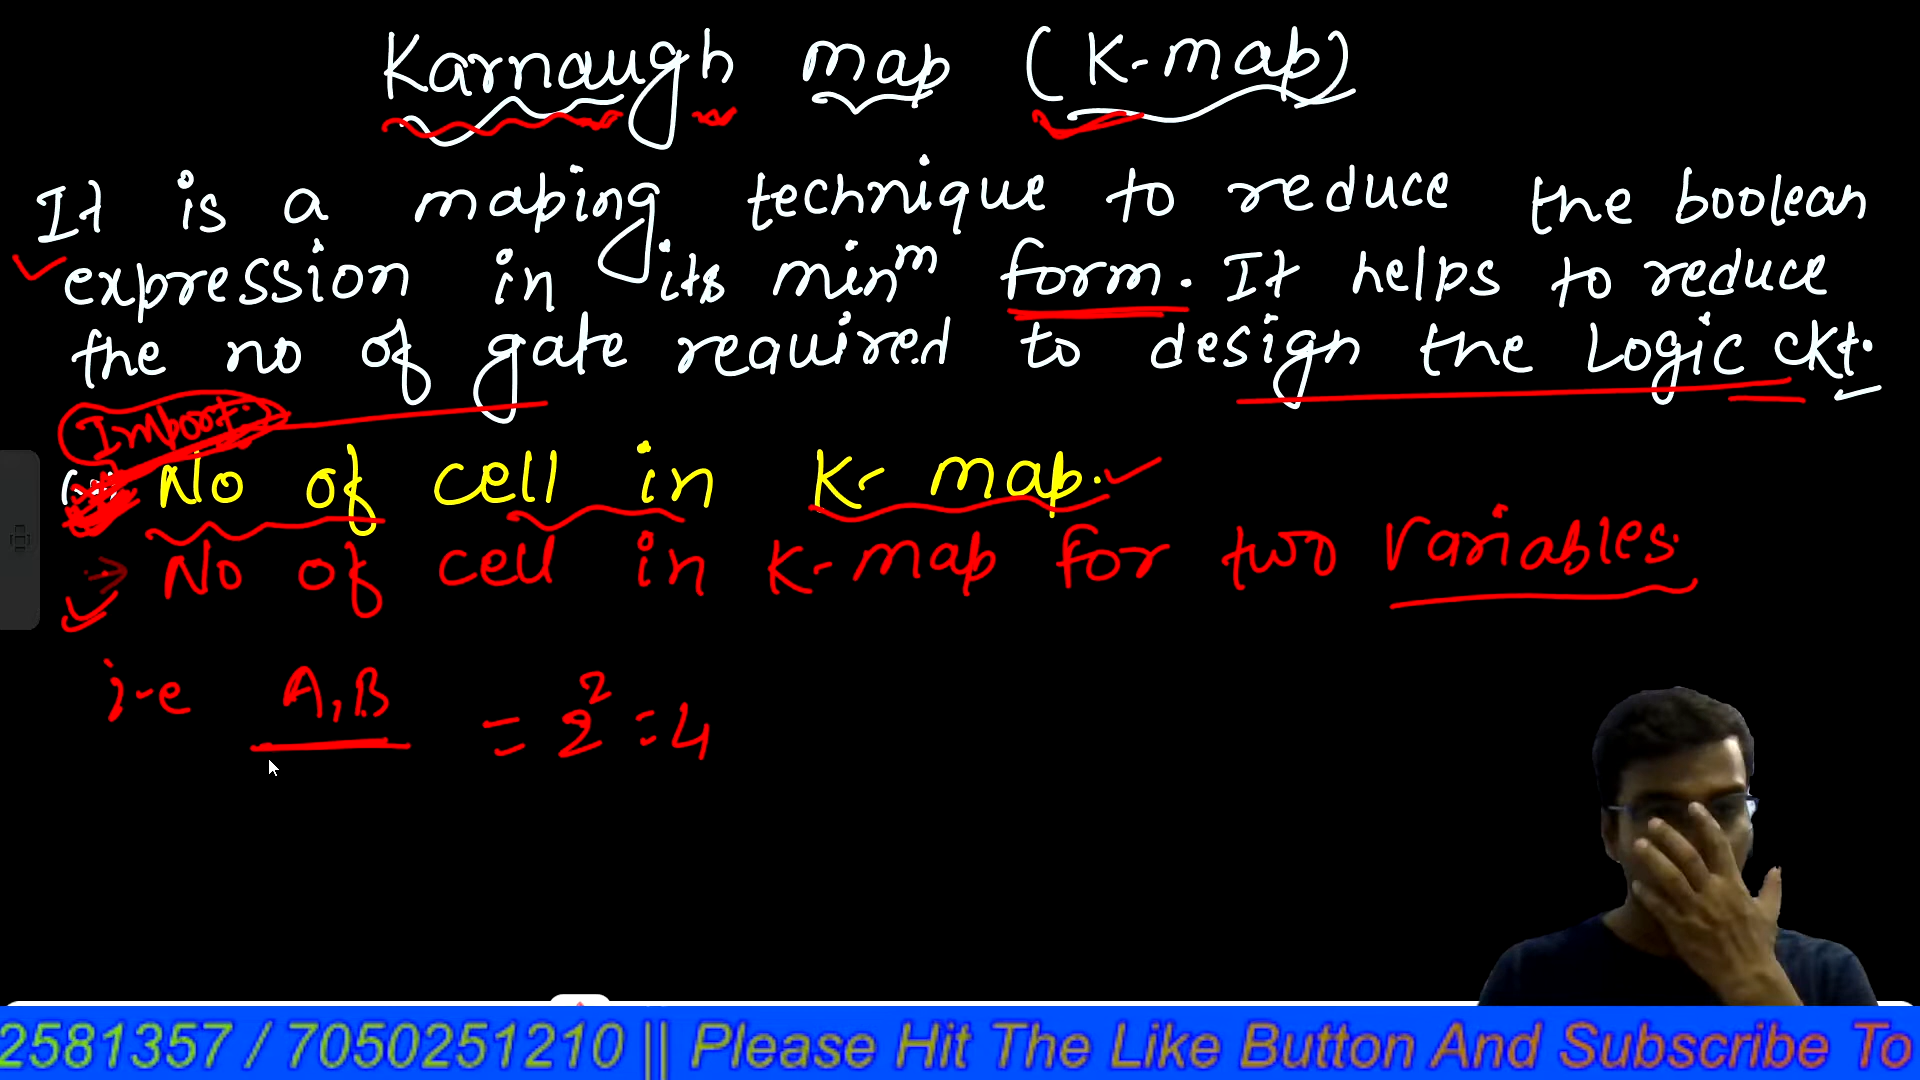 Karnaugh map (K-map)
It is a maping technique to reduce the boolean
expression in its minᵐ form. It helps to reduce
the no of gate required to design the Logic ckt.
Import.
No of cell in K- map.
→ No of cell in K-map for two variables.
i-e A,B = 2² = 4
2581357 / 7050251210 || Please Hit The Like Button And Subscribe To